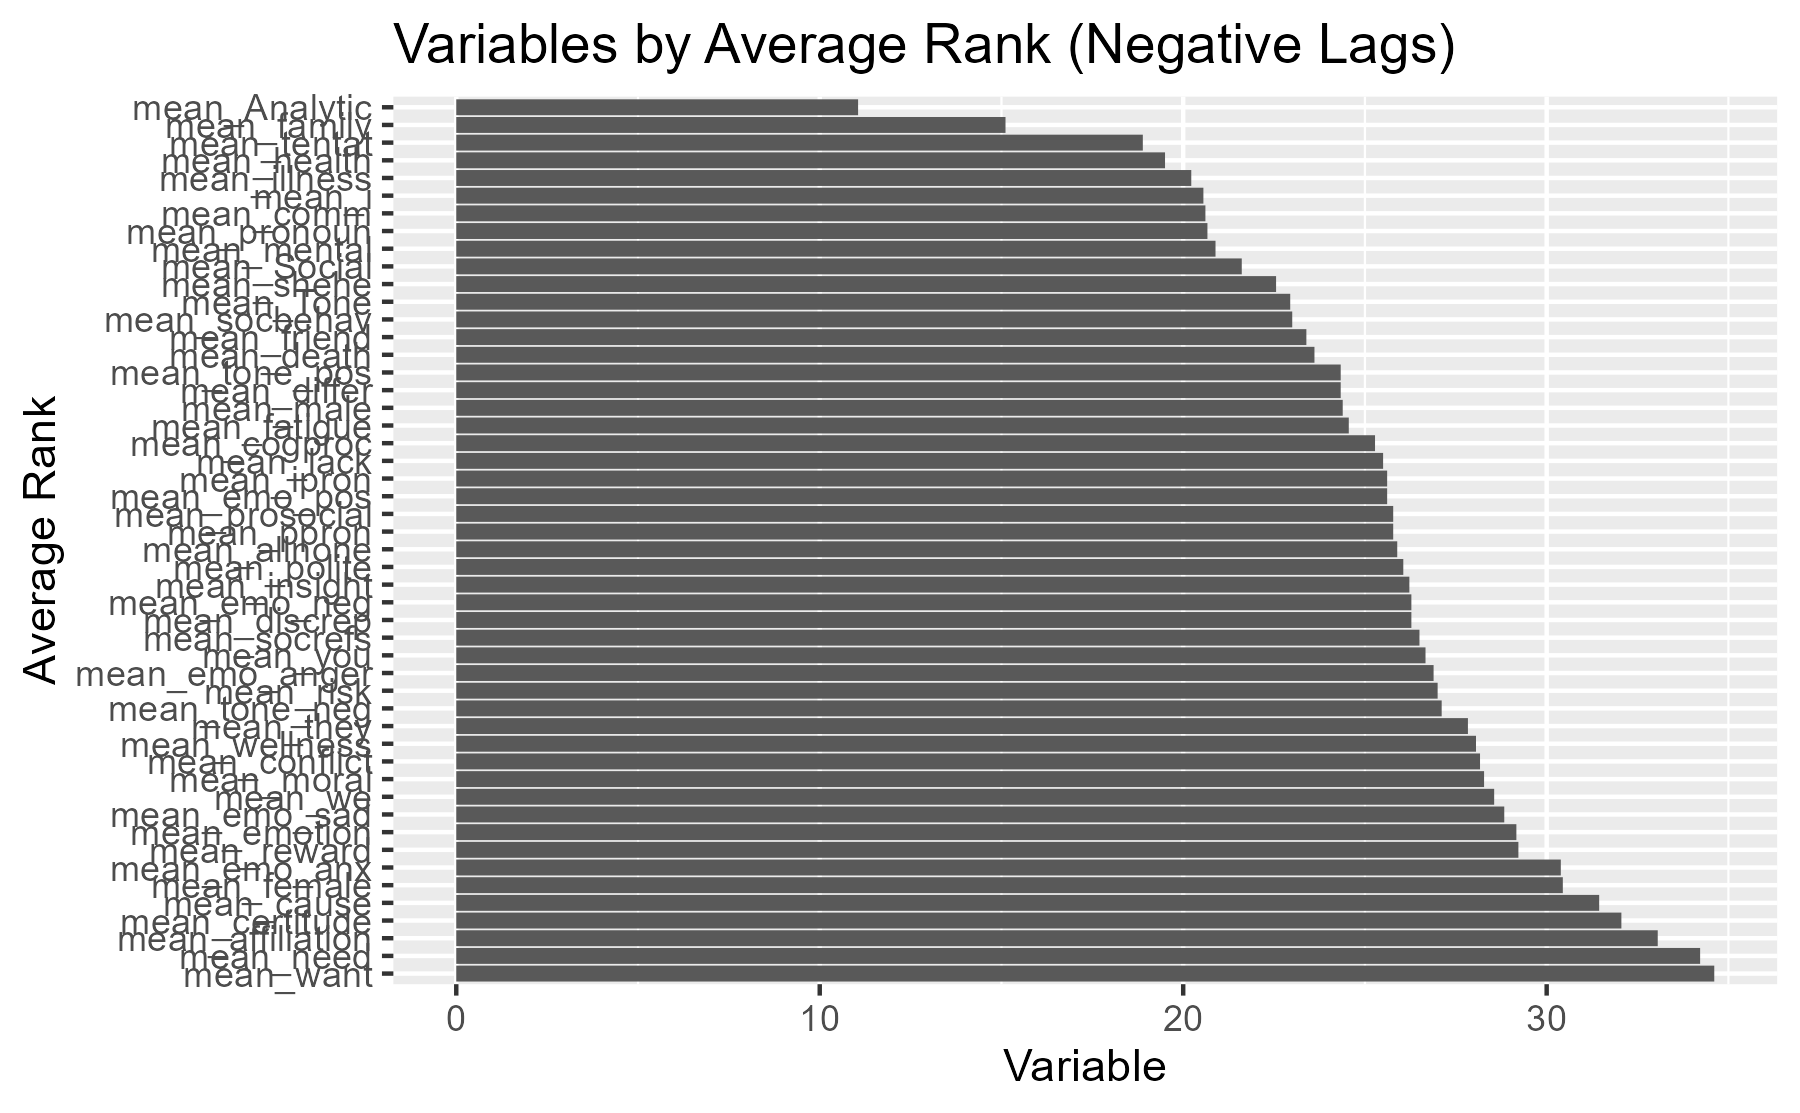 Variables by Average Rank (Negative Lags)
Average Rank
mean_Analytic
mean_family
mean_tentat
mean_health
mean_illness
mean_i
mean_comm
mean_pronoun
mean_mental
mean_Social
mean_shehe
mean_Tone
mean_socbehav
mean_friend
mean_death
mean_tone_pos
mean_differ
mean_male
mean_fatigue
mean_cogproc
mean_lack
mean_ipron
mean_emo_pos
mean_prosocial
mean_ppron
mean_allnone
mean_polite
mean_insight
mean_emo_neg
mean_discrep
mean_socrefs
mean_you
mean_emo_anger
mean_risk
mean_tone_neg
mean_they
mean_wellness
mean_conflict
mean_moral
mean_we
mean_emo_sad
mean_emotion
mean_reward
mean_emo_anx
mean_female
mean_cause
mean_certitude
mean_affiliation
mean_need
mean_want
0 10 20 30
Variable